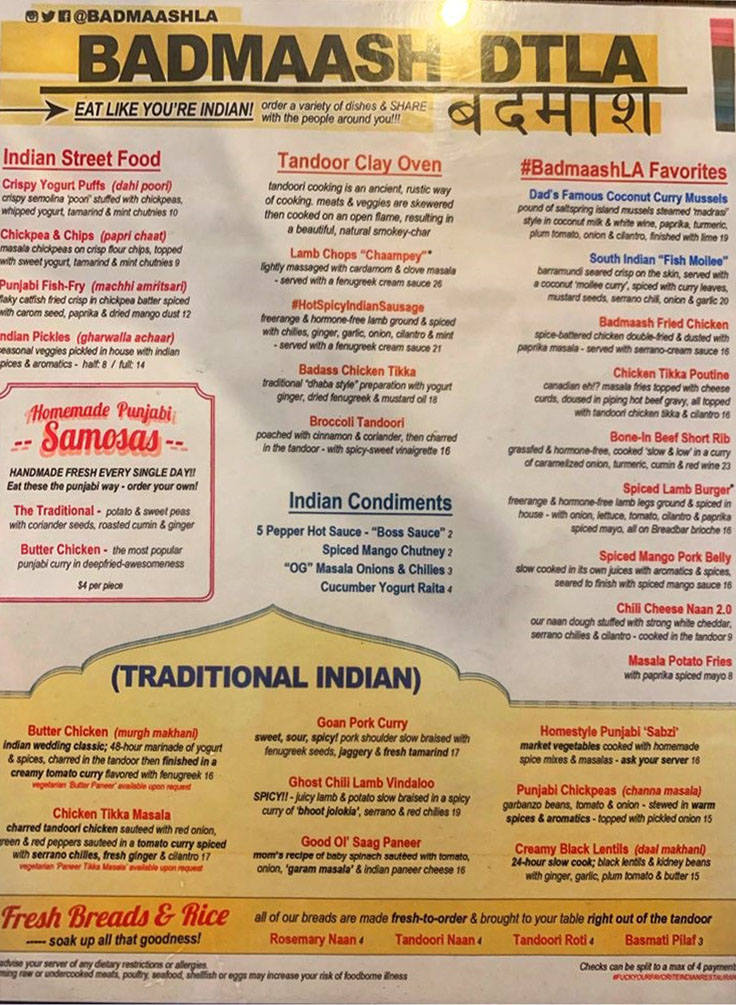 @BADMAASHLA
BADMAASH DTLA
बदमाश
EAT LIKE YOU'RE INDIAN! order a variety of dishes & SHARE
with the people around you!!!
Indian Street Food
Crispy Yogurt Puffs (dahi poori)
crispy semolina 'poori' stuffed with chickpeas,
whipped yogurt, tamarind & mint chutnies 10
Chickpea & Chips (papri chaat)
masala chickpeas on crisp flour chips, topped
with sweet yogurt, tamarind & mint chutnies 9
Punjabi Fish-Fry (machhi amritsari)
flaky catfish fried crisp in chickpea batter spiced
with carom seed, paprika & dried mango dust 12
Indian Pickles (gharwalla achaar)
seasonal veggies pickled in house with indian
spices & aromatics - half: 8 / full: 14
Homemade Punjabi
-- Samosas --
HANDMADE FRESH EVERY SINGLE DAY!!
Eat these the punjabi way - order your own!
The Traditional - potato & sweet peas
with coriander seeds, roasted cumin & ginger
Butter Chicken - the most popular
punjabi curry in deepfried-awesomeness
$4 per piece
Tandoor Clay Oven
tandoori cooking is an ancient, rustic way
of cooking. meats & veggies are skewered
then cooked on an open flame, resulting in
a beautiful, natural smokey-char
Lamb Chops "Chaampey"*
lightly massaged with cardamom & clove masala
- served with a fenugreek cream sauce 26
#HotSpicyIndianSausage
freerange & hormone-free lamb ground & spiced
with chilies, ginger, garlic, onion, cilantro & mint
- served with a fenugreek cream sauce 21
Badass Chicken Tikka
traditional "dhaba style" preparation with yogurt
ginger, dried fenugreek & mustard oil 18
Broccoli Tandoori
poached with cinnamon & coriander, then charred
in the tandoor - with spicy-sweet vinaigrette 16
Indian Condiments
5 Pepper Hot Sauce - "Boss Sauce" 2
Spiced Mango Chutney 2
"OG" Masala Onions & Chilies 3
Cucumber Yogurt Raita 4
#BadmaashLA Favorites
Dad's Famous Coconut Curry Mussels
pound of saltspring island mussels steamed 'madrasi'
style in coconut milk & white wine, paprika, turmeric,
plum tomato, onion & cilantro, finished with lime 19
South Indian "Fish Moilee"
barramundi seared crisp on the skin, served with
a coconut 'moilee curry', spiced with curry leaves,
mustard seeds, serrano chili, onion & garlic 20
Badmaash Fried Chicken
spice-battered chicken double-fried & dusted with
paprika masala - served with serrano-cream sauce 16
Chicken Tikka Poutine
canadian eh!? masala fries topped with cheese
curds, doused in piping hot beef gravy, all topped
with tandoori chicken tikka & cilantro 16
Bone-In Beef Short Rib
grassfed & hormone-free, cooked 'slow & low' in a curry
of caramelized onion, turmeric, cumin & red wine 23
Spiced Lamb Burger*
freerange & hormone-free lamb legs ground & spiced in
house - with onion, lettuce, tomato, cilantro & paprika
spiced mayo, all on Breadbar brioche 16
Spiced Mango Pork Belly
slow cooked in its own juices with aromatics & spices,
seared to finish with spiced mango sauce 16
Chili Cheese Naan 2.0
our naan dough stuffed with strong white cheddar,
serrano chilies & cilantro - cooked in the tandoor 9
Masala Potato Fries
with paprika spiced mayo 8
(TRADITIONAL INDIAN)
Butter Chicken (murgh makhani)
indian wedding classic; 48-hour marinade of yogurt
& spices, charred in the tandoor then finished in a
creamy tomato curry flavored with fenugreek 16
vegetarian 'Butter Paneer' available upon request
Chicken Tikka Masala
charred tandoori chicken sauteed with red onion,
green & red peppers sauteed in a tomato curry spiced
with serrano chilies, fresh ginger & cilantro 17
vegetarian 'Paneer Tikka Masala' available upon request
Goan Pork Curry
sweet, sour, spicy! pork shoulder slow braised with
fenugreek seeds, jaggery & fresh tamarind 17
Ghost Chili Lamb Vindaloo
SPICY!! - juicy lamb & potato slow braised in a spicy
curry of 'bhoot jolokia', serrano & red chilies 19
Good Ol' Saag Paneer
mom's recipe of baby spinach sautéed with tomato,
onion, 'garam masala' & indian paneer cheese 16
Homestyle Punjabi 'Sabzi'
market vegetables cooked with homemade
spice mixes & masalas - ask your server 16
Punjabi Chickpeas (channa masala)
garbanzo beans, tomato & onion - stewed in warm
spices & aromatics - topped with pickled onion 15
Creamy Black Lentils (daal makhani)
24-hour slow cook; black lentils & kidney beans
with ginger, garlic, plum tomato & butter 15
Fresh Breads & Rice
---- soak up all that goodness!
all of our breads are made fresh-to-order & brought to your table right out of the tandoor
Rosemary Naan 4 Tandoori Naan 4 Tandoori Roti 4 Basmati Pilaf 3
advise your server of any dietary restrictions or allergies.
ming raw or undercooked meats, poultry, seafood, shellfish or eggs may increase your risk of foodborne illness
Checks can be split to a max of 4 payment
#FUCKYOURFAVORITEINDIANRESTAURAN